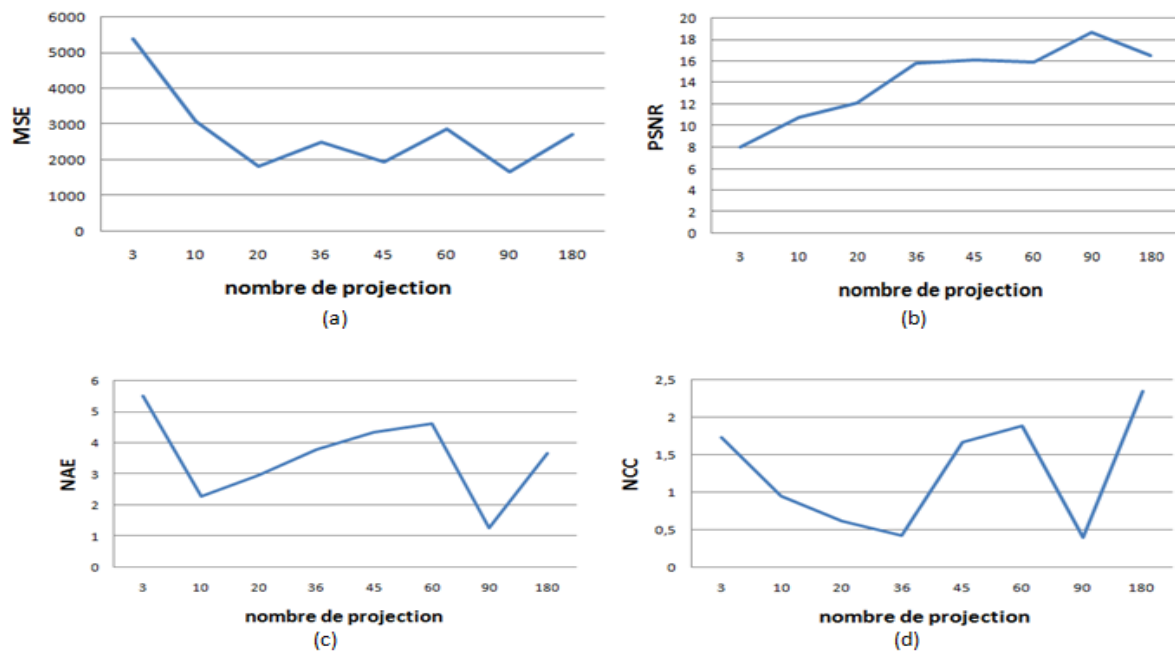 6000
5000
4000
3000
2000
1000
0
MSE
3 10 20 36 45 60 90 180
nombre de projection
(a)
20
18
16
14
12
10
8
6
4
2
0
PSNR
3 10 20 36 45 60 90 180
nombre de projection
(b)
6
5
4
3
2
1
0
NAE
3 10 20 36 45 60 90 180
nombre de projection
(c)
2,5
2
1,5
1
0,5
0
NCC
3 10 20 36 45 60 90 180
nombre de projection
(d)